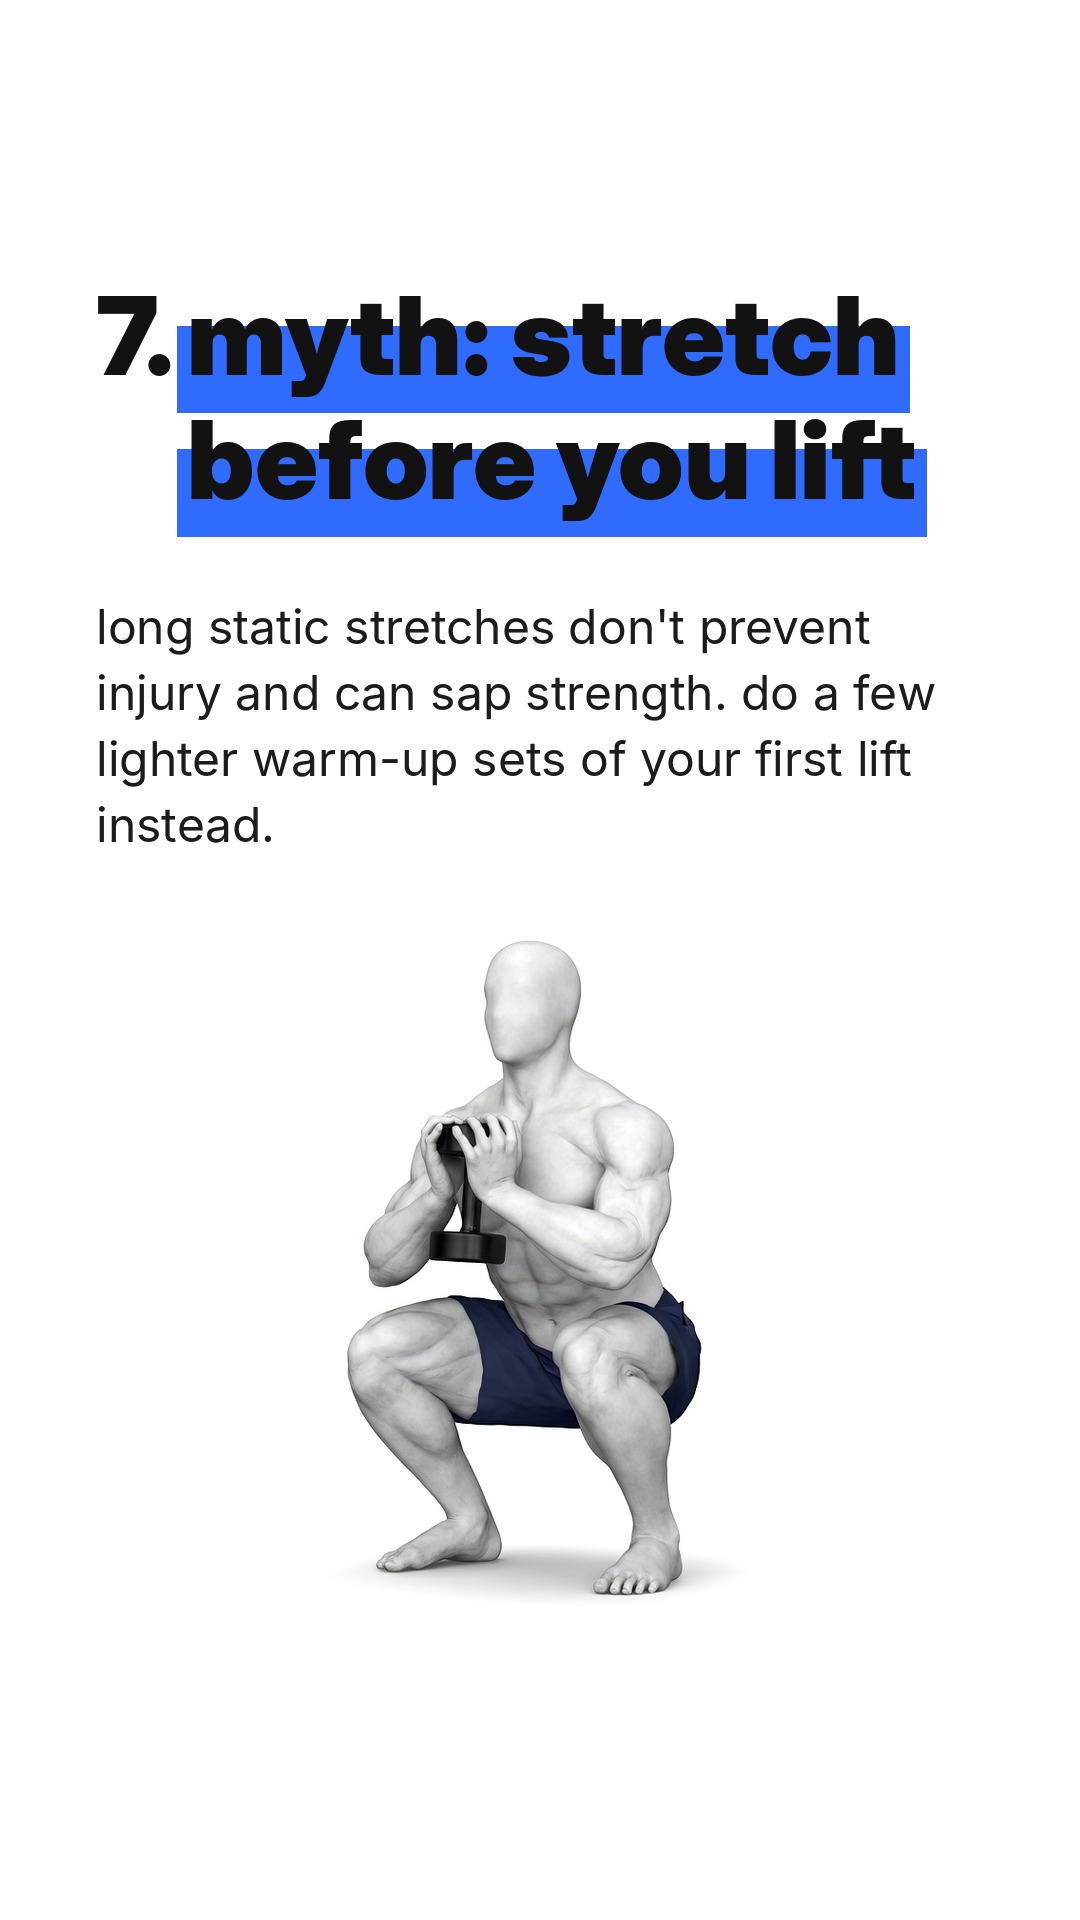 7. myth: stretch
before you lift
long static stretches don't prevent
injury and can sap strength. do a few
lighter warm-up sets of your first lift
instead.